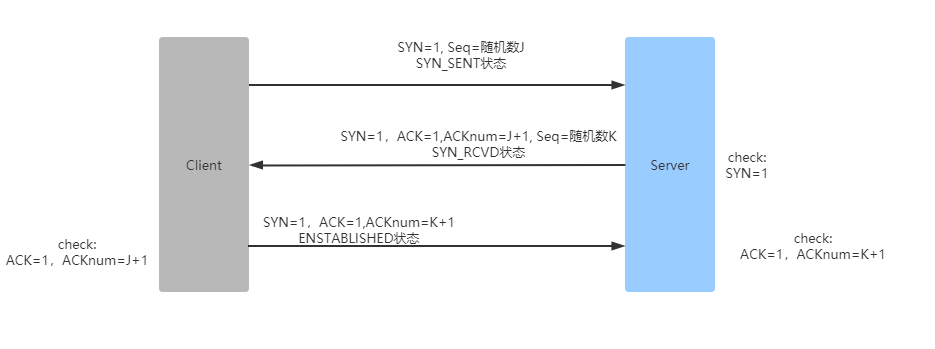 SYN=1, Seq=随机数J
SYN_SENT状态
SYN=1，ACK=1,ACKnum=J+1, Seq=随机数K
SYN_RCVD状态
Client
Server
check:
SYN=1
SYN=1，ACK=1,ACKnum=K+1
ENSTABLISHED状态
check:
ACK=1，ACKnum=J+1
check:
ACK=1，ACKnum=K+1